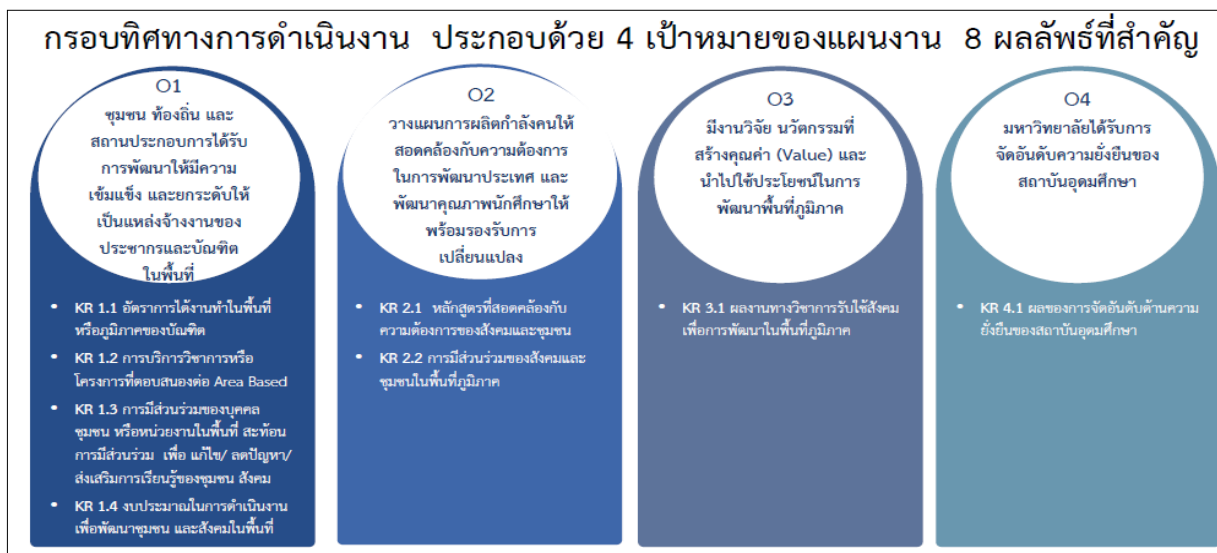 กรอบทิศทางการดำเนินงาน ประกอบด้วย 4 เป้าหมายของแผนงาน 8 ผลลัพธ์ที่สำคัญ
O1
ชุมชน ท้องถิ่น และ
สถานประกอบการได้รับ
การพัฒนาให้มีความ
เข้มแข็ง และยกระดับให้
เป็นแหล่งจ้างงานของ
ประชากรและบัณฑิต
ในพื้นที่
• KR 1.1 อัตราการได้งานทำในพื้นที่
หรือภูมิภาคของบัณฑิต
• KR 1.2 การบริการวิชาการหรือ
โครงการที่ตอบสนองต่อ Area Based
• KR 1.3 การมีส่วนร่วมของบุคคล
ชุมชน หรือหน่วยงานในพื้นที่ สะท้อน
การมีส่วนร่วม เพื่อ แก้ไข/ ลดปัญหา/
ส่งเสริมการเรียนรู้ของชุมชน สังคม
• KR 1.4 งบประมาณในการดำเนินงาน
เพื่อพัฒนาชุมชน และสังคมในพื้นที่
O2
วางแผนการผลิตกำลังคนให้
สอดคล้องกับความต้องการ
ในการพัฒนาประเทศ และ
พัฒนาคุณภาพนักศึกษาให้
พร้อมรองรับการ
เปลี่ยนแปลง
• KR 2.1 หลักสูตรที่สอดคล้องกับ
ความต้องการของสังคมและชุมชน
• KR 2.2 การมีส่วนร่วมของสังคมและ
ชุมชนในพื้นที่ภูมิภาค
O3
มีงานวิจัย นวัตกรรมที่
สร้างคุณค่า (Value) และ
นำไปใช้ประโยชน์ในการ
พัฒนาพื้นที่ภูมิภาค
• KR 3.1 ผลงานทางวิชาการรับใช้สังคม
เพื่อการพัฒนาในพื้นที่ภูมิภาค
O4
มหาวิทยาลัยได้รับการ
จัดอันดับความยั่งยืนของ
สถาบันอุดมศึกษา
• KR 4.1 ผลของการจัดอันดับด้านความ
ยั่งยืนของสถาบันอุดมศึกษา